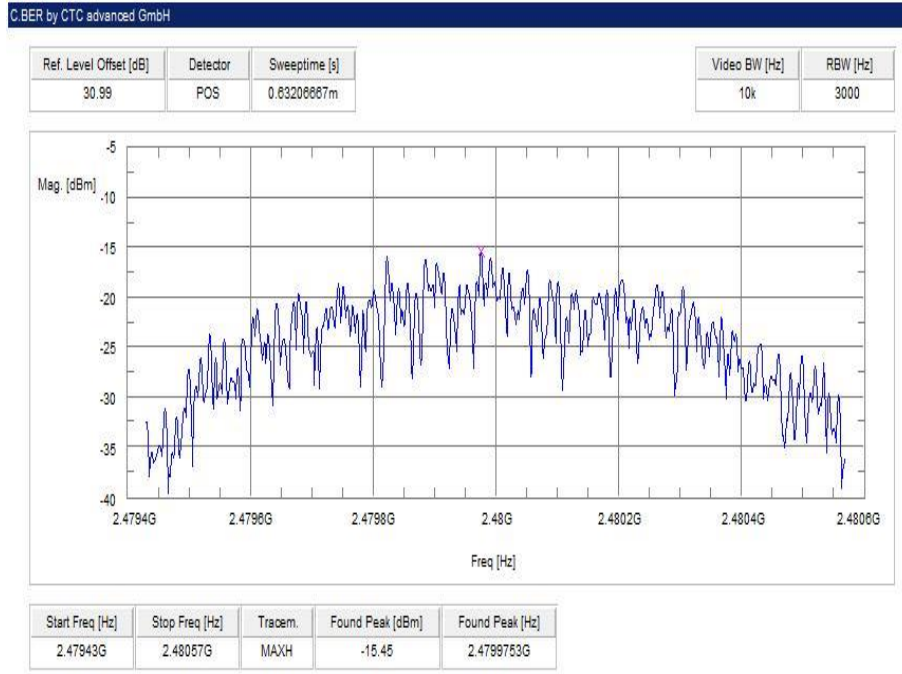 C.BER by CTC advanced GmbH
Ref. Level Offset [dB] Detector Sweeptime [s] Video BW [Hz] RBW [Hz]
30.99 POS 0.63206667m 10k 3000
-5
Mag. [dBm]
-10
-15
-20
-25
-30
-35
-40
2.4794G 2.4796G 2.4798G 2.48G 2.4802G 2.4804G 2.4806G
Freq [Hz]
Start Freq [Hz] Stop Freq [Hz] Tracem. Found Peak [dBm] Found Peak [Hz]
2.47943G 2.48057G MAXH -15.45 2.4799753G